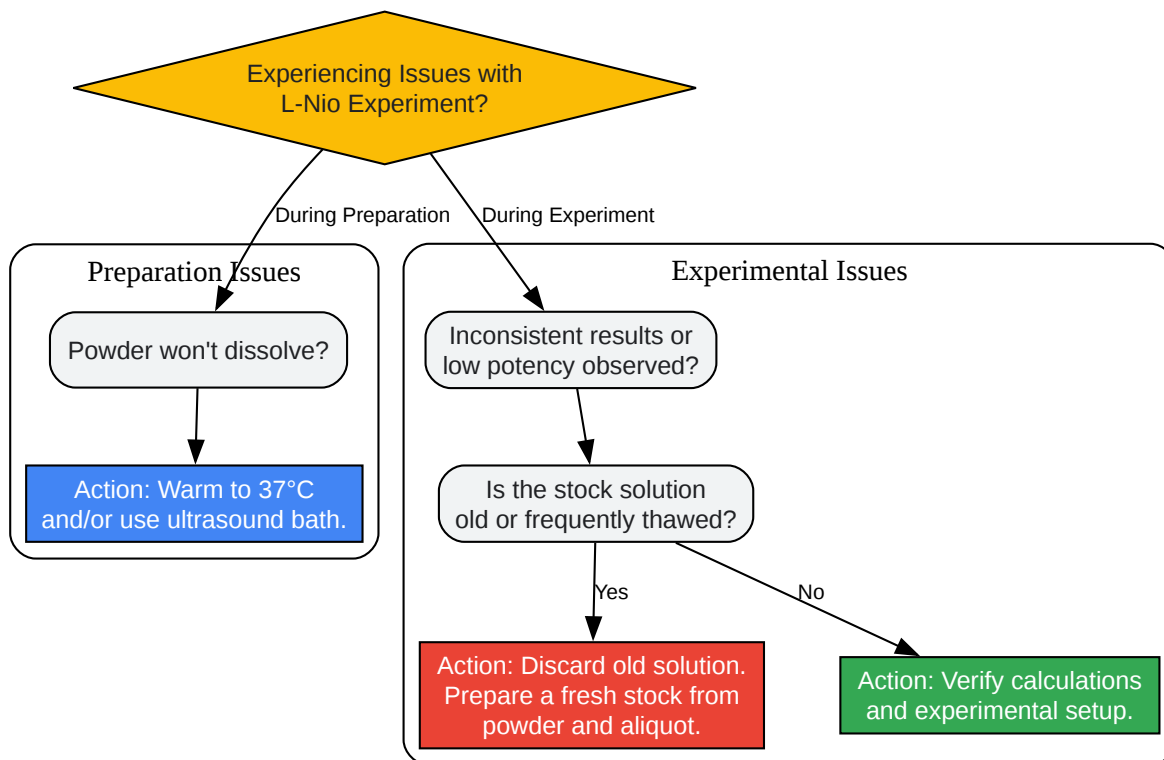 Experiencing Issues with
L-Nio Experiment?
During Preparation
During Experiment
Preparation Issues
Experimental Issues
Powder won't dissolve?
Inconsistent results or
low potency observed?
Action: Warm to 37°C
and/or use ultrasound bath.
Is the stock solution
old or frequently thawed?
Yes
No
Action: Discard old solution.
Prepare a fresh stock from
powder and aliquot.
Action: Verify calculations
and experimental setup.